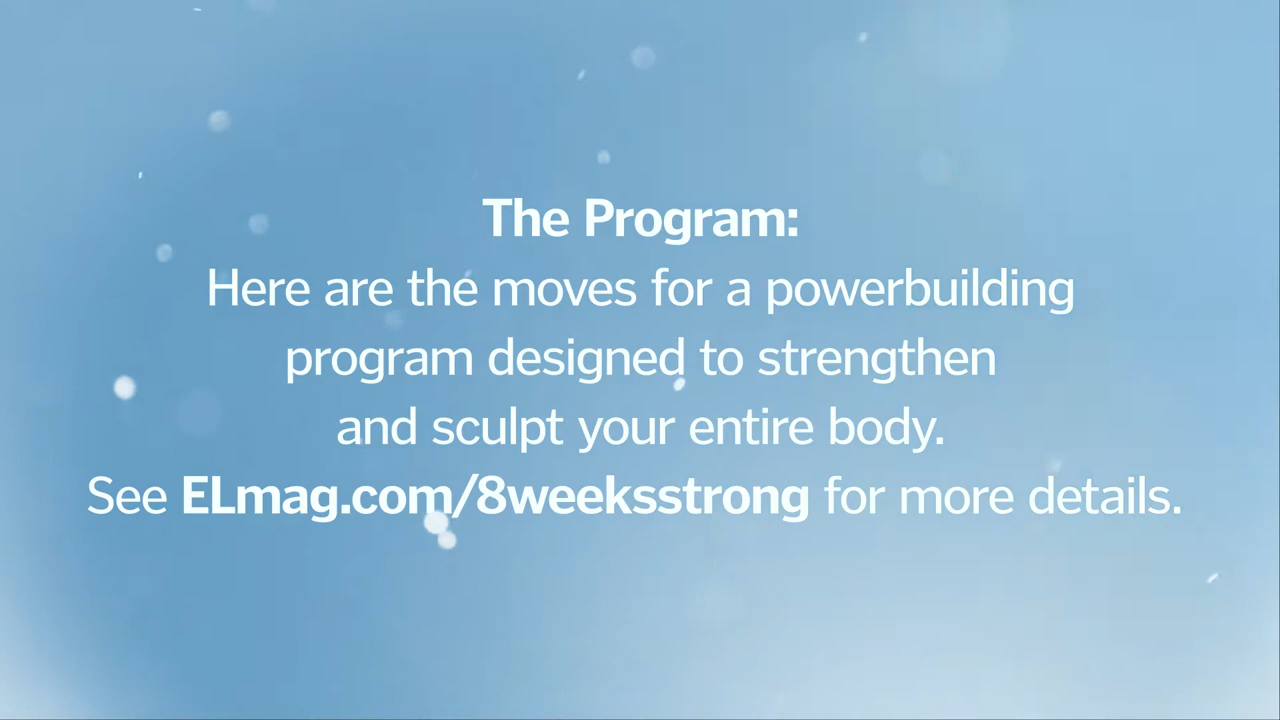 The Program:
Here are the moves for a powerbuilding
program designed to strengthen
and sculpt your entire body.
See ELmag.com/8weeksstrong for more details.